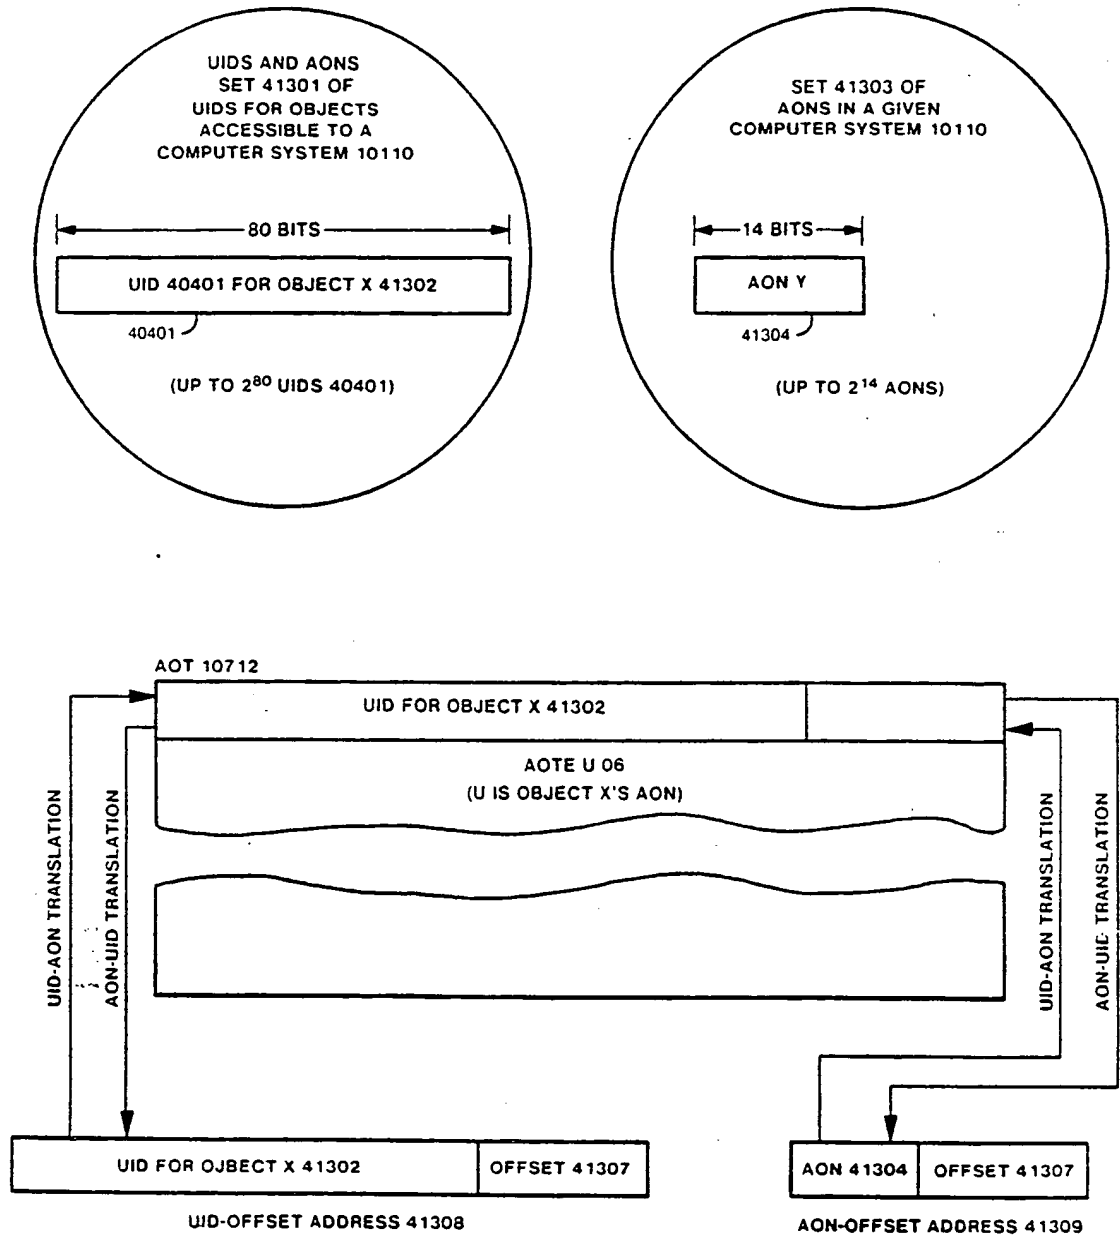 UIDS AND AONS
SET 41301 OF
UIDS FOR OBJECTS
ACCESSIBLE TO A
COMPUTER SYSTEM 10110
80 BITS
UID 40401 FOR OBJECT X 41302
40401
(UP TO 2⁸⁰ UIDS 40401)
SET 41303 OF
AONS IN A GIVEN
COMPUTER SYSTEM 10110
14 BITS
AON Y
41304
(UP TO 2¹⁴ AONS)
AOT 10712
UID FOR OBJECT X 41302
AOTE U 06
(U IS OBJECT X'S AON)
UID-AON TRANSLATION
AON-UID TRANSLATION
UID-AON TRANSLATION
AON-UID TRANSLATION
UID FOR OJBECT X 41302
OFFSET 41307
UID-OFFSET ADDRESS 41308
AON 41304
OFFSET 41307
AON-OFFSET ADDRESS 41309